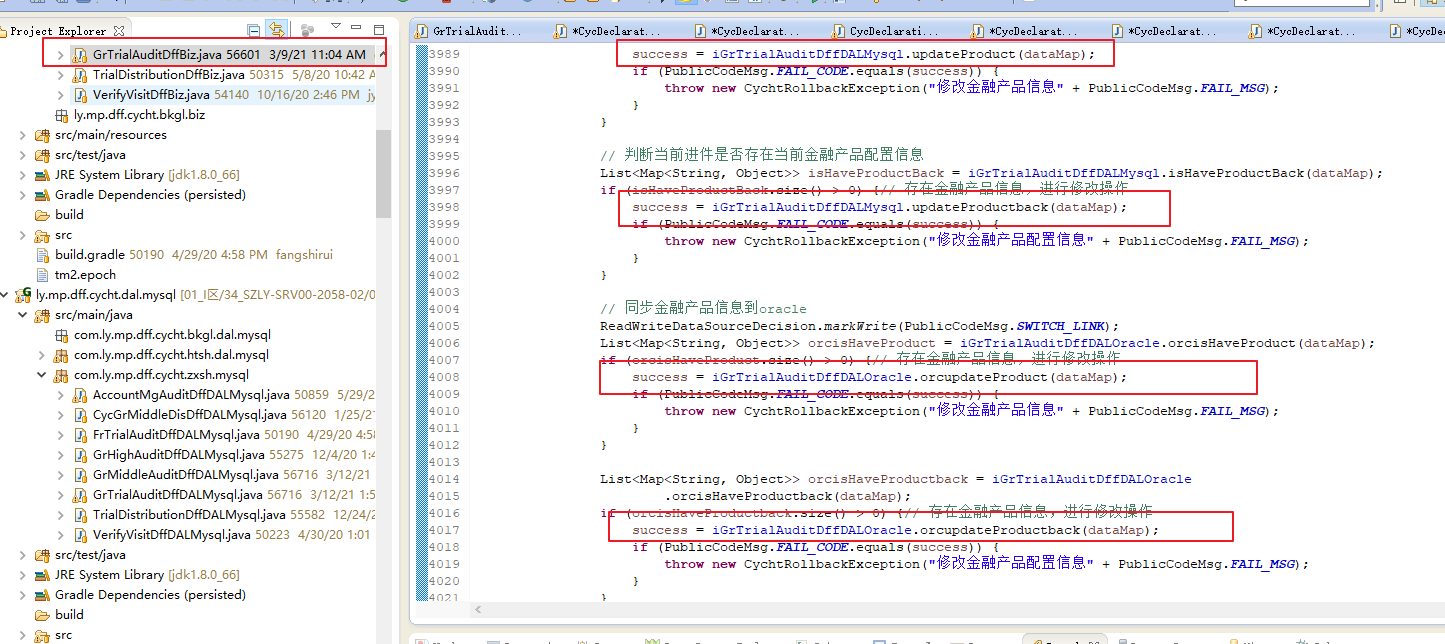 Project Explorer
GrTrialAuditDffBiz.java 56601 3/9/21 11:04 AM
TrialDistributionDffBiz.java 50315 5/8/20 10:42 A
VerifyVisitDffBiz.java 54140 10/16/20 2:46 PM jy
ly.mp.dff.cycht.bkgl.biz
src/main/resources
src/test/java
JRE System Library [jdk1.8.0_66]
Gradle Dependencies (persisted)
build
src
build.gradle 50190 4/29/20 4:58 PM fangshirui
tm2.epoch
ly.mp.dff.cycht.dal.mysql [01_I区/34_SZLY-SRV00-2058-02/0
src/main/java
com.ly.mp.dff.cycht.bkgl.dal.mysql
com.ly.mp.dff.cycht.htsh.dal.mysql
com.ly.mp.dff.cycht.zxsh.mysql
AccountMgAuditDffDALMysql.java 50859 5/29/2
CycGrMiddleDisDffDALMysql.java 56120 1/25/21
FrTrialAuditDffDALMysql.java 50190 4/29/20 4:58
GrHighAuditDffDALMysql.java 55275 12/4/20 1:4
GrMiddleAuditDffDALMysql.java 56716 3/12/21
GrTrialAuditDffDALMysql.java 56716 3/12/21 1:5
TrialDistributionDffDALMysql.java 55582 12/24/2
VerifyVisitDffDALMysql.java 50223 4/30/20 1:01
src/test/java
JRE System Library [jdk1.8.0_66]
Gradle Dependencies (persisted)
build
src
GrTrialAudit... *CycDeclarat... *CycDeclarat... CycDeclarati... *CycDeclarat... *CycDeclarat... *CycDeclarat... *CycDe
3989 success = iGrTrialAuditDffDALMysql.updateProduct(dataMap);
3990 if (PublicCodeMsg.FAIL_CODE.equals(success)) {
3991 throw new CychtRollbackException("修改金融产品信息" + PublicCodeMsg.FAIL_MSG);
3992 }
3993 }
3994
3995 // 判断当前进件是否存在当前金融产品配置信息
3996 List<Map<String, Object>> isHaveProductBack = iGrTrialAuditDffDALMysql.isHaveProductBack(dataMap);
3997 if (isHaveProductBack.size() > 0) {// 存在金融产品信息，进行修改操作
3998 success = iGrTrialAuditDffDALMysql.updateProductback(dataMap);
3999 if (PublicCodeMsg.FAIL_CODE.equals(success)) {
4000 throw new CychtRollbackException("修改金融产品配置信息" + PublicCodeMsg.FAIL_MSG);
4001 }
4002 }
4003
4004 // 同步金融产品信息到oracle
4005 ReadWriteDataSourceDecision.markWrite(PublicCodeMsg.SWITCH_LINK);
4006 List<Map<String, Object>> orcisHaveProduct = iGrTrialAuditDffDALOracle.orcisHaveProduct(dataMap);
4007 if (orcisHaveProduct.size() > 0) {// 存在金融产品信息，进行修改操作
4008 success = iGrTrialAuditDffDALOracle.orcupdateProduct(dataMap);
4009 if (PublicCodeMsg.FAIL_CODE.equals(success)) {
4010 throw new CychtRollbackException("修改金融产品信息" + PublicCodeMsg.FAIL_MSG);
4011 }
4012 }
4013
4014 List<Map<String, Object>> orcisHaveProductback = iGrTrialAuditDffDALOracle
4015 .orcisHaveProductback(dataMap);
4016 if (orcisHaveProductback.size() > 0) {// 存在金融产品信息，进行修改操作
4017 success = iGrTrialAuditDffDALOracle.orcupdateProductback(dataMap);
4018 if (PublicCodeMsg.FAIL_CODE.equals(success)) {
4019 throw new CychtRollbackException("修改金融产品配置信息" + PublicCodeMsg.FAIL_MSG);
4020 }
4021 }